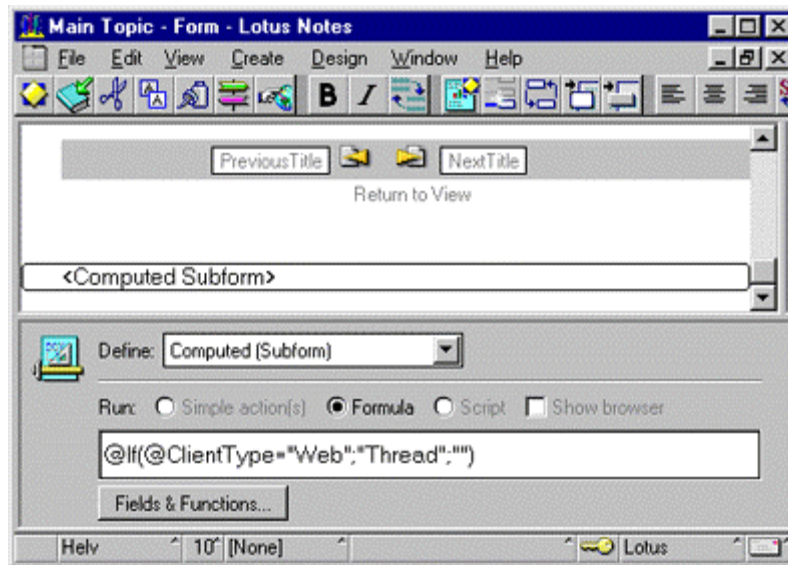 Main Topic - Form - Lotus Notes
File Edit View Create Design Window Help
B I
PreviousTitle NextTitle
Return to View
<Computed Subform>
Define: Computed (Subform)
Run: Simple action(s) Formula Script Show browser
@If(@ClientType="Web";"Thread";"")
Fields & Functions...
Helv 10 [None] Lotus